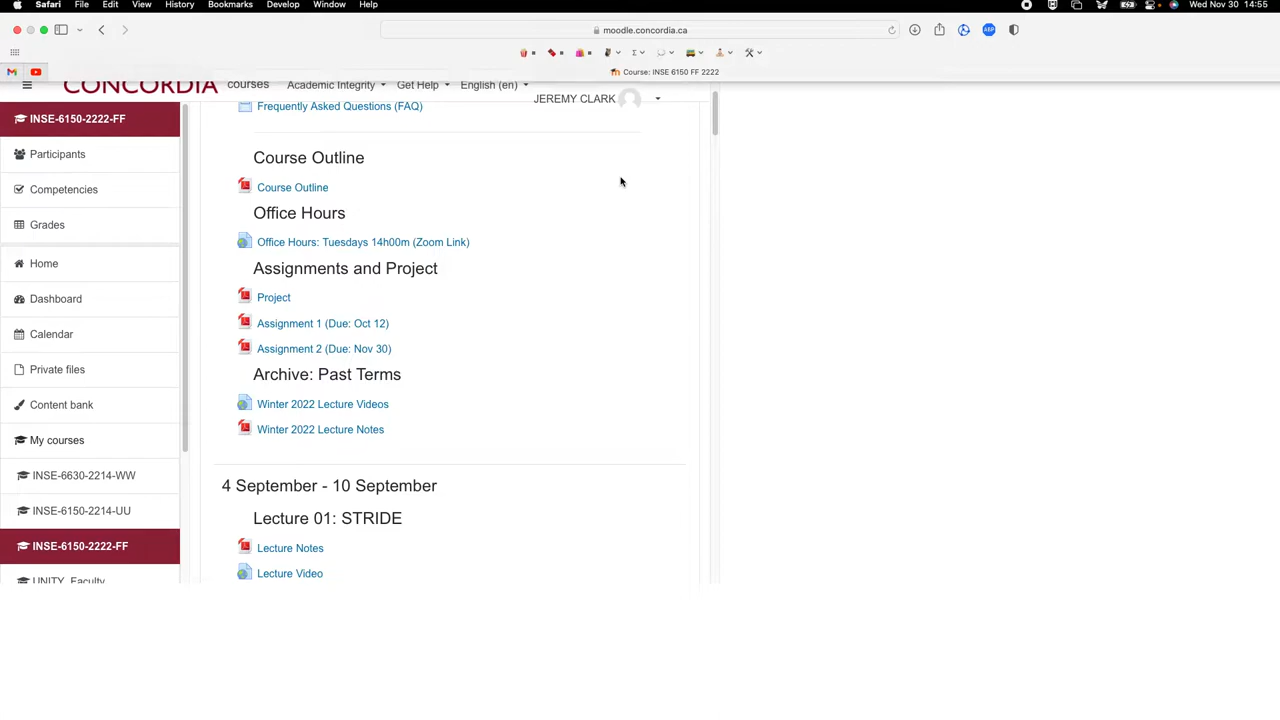 Safari File Edit View History Bookmarks Develop Window Help Wed Nov 30 14:55
moodle.concordia.ca
Course: INSE 6150 FF 2222
CONCORDIA courses Academic Integrity Get Help English (en)
JEREMY CLARK
INSE-6150-2222-FF
Participants
Competencies
Grades
Home
Dashboard
Calendar
Private files
Content bank
My courses
INSE-6630-2214-WW
INSE-6150-2214-UU
INSE-6150-2222-FF
UNITY_Faculty
Frequently Asked Questions (FAQ)
Course Outline
Course Outline
Office Hours
Office Hours: Tuesdays 14h00m (Zoom Link)
Assignments and Project
Project
Assignment 1 (Due: Oct 12)
Assignment 2 (Due: Nov 30)
Archive: Past Terms
Winter 2022 Lecture Videos
Winter 2022 Lecture Notes
4 September - 10 September
Lecture 01: STRIDE
Lecture Notes
Lecture Video